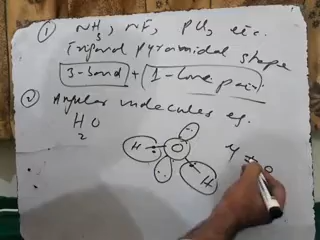 ① NH3, NF3, PCl3, etc.
Trigonal pyramidal shape
3-bond + 1-lone pair
② Angular molecules eg.
H2O
H O H